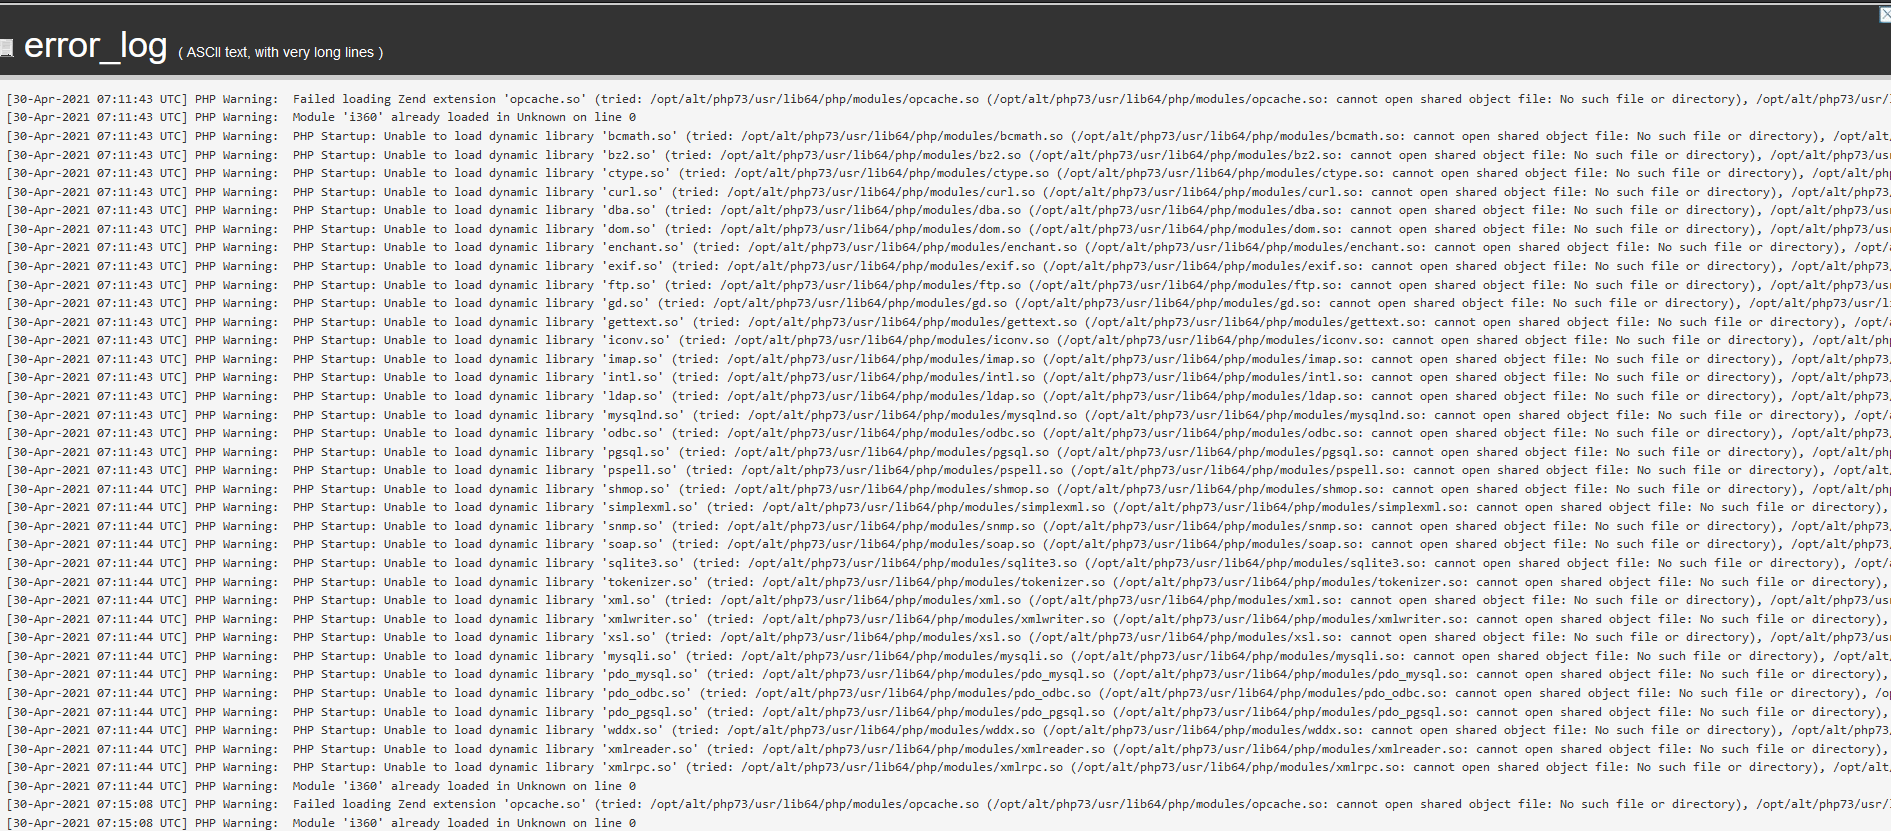 error_log ( ASCII text, with very long lines )
[30-Apr-2021 07:11:43 UTC] PHP Warning:  Failed loading Zend extension 'opcache.so' (tried: /opt/alt/php73/usr/lib64/php/modules/opcache.so (/opt/alt/php73/usr/lib64/php/modules/opcache.so: cannot open shared object file: No such file or directory), /opt/alt/php73/usr/l
[30-Apr-2021 07:11:43 UTC] PHP Warning:  Module 'i360' already loaded in Unknown on line 0
[30-Apr-2021 07:11:43 UTC] PHP Warning:  PHP Startup: Unable to load dynamic library 'bcmath.so' (tried: /opt/alt/php73/usr/lib64/php/modules/bcmath.so (/opt/alt/php73/usr/lib64/php/modules/bcmath.so: cannot open shared object file: No such file or directory), /opt/alt
[30-Apr-2021 07:11:43 UTC] PHP Warning:  PHP Startup: Unable to load dynamic library 'bz2.so' (tried: /opt/alt/php73/usr/lib64/php/modules/bz2.so (/opt/alt/php73/usr/lib64/php/modules/bz2.so: cannot open shared object file: No such file or directory), /opt/alt/php73/us
[30-Apr-2021 07:11:43 UTC] PHP Warning:  PHP Startup: Unable to load dynamic library 'ctype.so' (tried: /opt/alt/php73/usr/lib64/php/modules/ctype.so (/opt/alt/php73/usr/lib64/php/modules/ctype.so: cannot open shared object file: No such file or directory), /opt/alt/ph
[30-Apr-2021 07:11:43 UTC] PHP Warning:  PHP Startup: Unable to load dynamic library 'curl.so' (tried: /opt/alt/php73/usr/lib64/php/modules/curl.so (/opt/alt/php73/usr/lib64/php/modules/curl.so: cannot open shared object file: No such file or directory), /opt/alt/php73
[30-Apr-2021 07:11:43 UTC] PHP Warning:  PHP Startup: Unable to load dynamic library 'dba.so' (tried: /opt/alt/php73/usr/lib64/php/modules/dba.so (/opt/alt/php73/usr/lib64/php/modules/dba.so: cannot open shared object file: No such file or directory), /opt/alt/php73/us
[30-Apr-2021 07:11:43 UTC] PHP Warning:  PHP Startup: Unable to load dynamic library 'dom.so' (tried: /opt/alt/php73/usr/lib64/php/modules/dom.so (/opt/alt/php73/usr/lib64/php/modules/dom.so: cannot open shared object file: No such file or directory), /opt/alt/php73/us
[30-Apr-2021 07:11:43 UTC] PHP Warning:  PHP Startup: Unable to load dynamic library 'enchant.so' (tried: /opt/alt/php73/usr/lib64/php/modules/enchant.so (/opt/alt/php73/usr/lib64/php/modules/enchant.so: cannot open shared object file: No such file or directory), /opt/a
[30-Apr-2021 07:11:43 UTC] PHP Warning:  PHP Startup: Unable to load dynamic library 'exif.so' (tried: /opt/alt/php73/usr/lib64/php/modules/exif.so (/opt/alt/php73/usr/lib64/php/modules/exif.so: cannot open shared object file: No such file or directory), /opt/alt/php73
[30-Apr-2021 07:11:43 UTC] PHP Warning:  PHP Startup: Unable to load dynamic library 'ftp.so' (tried: /opt/alt/php73/usr/lib64/php/modules/ftp.so (/opt/alt/php73/usr/lib64/php/modules/ftp.so: cannot open shared object file: No such file or directory), /opt/alt/php73/us
[30-Apr-2021 07:11:43 UTC] PHP Warning:  PHP Startup: Unable to load dynamic library 'gd.so' (tried: /opt/alt/php73/usr/lib64/php/modules/gd.so (/opt/alt/php73/usr/lib64/php/modules/gd.so: cannot open shared object file: No such file or directory), /opt/alt/php73/usr/l
[30-Apr-2021 07:11:43 UTC] PHP Warning:  PHP Startup: Unable to load dynamic library 'gettext.so' (tried: /opt/alt/php73/usr/lib64/php/modules/gettext.so (/opt/alt/php73/usr/lib64/php/modules/gettext.so: cannot open shared object file: No such file or directory), /opt/a
[30-Apr-2021 07:11:43 UTC] PHP Warning:  PHP Startup: Unable to load dynamic library 'iconv.so' (tried: /opt/alt/php73/usr/lib64/php/modules/iconv.so (/opt/alt/php73/usr/lib64/php/modules/iconv.so: cannot open shared object file: No such file or directory), /opt/alt/ph
[30-Apr-2021 07:11:43 UTC] PHP Warning:  PHP Startup: Unable to load dynamic library 'imap.so' (tried: /opt/alt/php73/usr/lib64/php/modules/imap.so (/opt/alt/php73/usr/lib64/php/modules/imap.so: cannot open shared object file: No such file or directory), /opt/alt/php73
[30-Apr-2021 07:11:43 UTC] PHP Warning:  PHP Startup: Unable to load dynamic library 'intl.so' (tried: /opt/alt/php73/usr/lib64/php/modules/intl.so (/opt/alt/php73/usr/lib64/php/modules/intl.so: cannot open shared object file: No such file or directory), /opt/alt/php73
[30-Apr-2021 07:11:43 UTC] PHP Warning:  PHP Startup: Unable to load dynamic library 'ldap.so' (tried: /opt/alt/php73/usr/lib64/php/modules/ldap.so (/opt/alt/php73/usr/lib64/php/modules/ldap.so: cannot open shared object file: No such file or directory), /opt/alt/php73
[30-Apr-2021 07:11:43 UTC] PHP Warning:  PHP Startup: Unable to load dynamic library 'mysqlnd.so' (tried: /opt/alt/php73/usr/lib64/php/modules/mysqlnd.so (/opt/alt/php73/usr/lib64/php/modules/mysqlnd.so: cannot open shared object file: No such file or directory), /opt/a
[30-Apr-2021 07:11:43 UTC] PHP Warning:  PHP Startup: Unable to load dynamic library 'odbc.so' (tried: /opt/alt/php73/usr/lib64/php/modules/odbc.so (/opt/alt/php73/usr/lib64/php/modules/odbc.so: cannot open shared object file: No such file or directory), /opt/alt/php73
[30-Apr-2021 07:11:43 UTC] PHP Warning:  PHP Startup: Unable to load dynamic library 'pgsql.so' (tried: /opt/alt/php73/usr/lib64/php/modules/pgsql.so (/opt/alt/php73/usr/lib64/php/modules/pgsql.so: cannot open shared object file: No such file or directory), /opt/alt/ph
[30-Apr-2021 07:11:43 UTC] PHP Warning:  PHP Startup: Unable to load dynamic library 'pspell.so' (tried: /opt/alt/php73/usr/lib64/php/modules/pspell.so (/opt/alt/php73/usr/lib64/php/modules/pspell.so: cannot open shared object file: No such file or directory), /opt/alt
[30-Apr-2021 07:11:44 UTC] PHP Warning:  PHP Startup: Unable to load dynamic library 'shmop.so' (tried: /opt/alt/php73/usr/lib64/php/modules/shmop.so (/opt/alt/php73/usr/lib64/php/modules/shmop.so: cannot open shared object file: No such file or directory), /opt/alt/ph
[30-Apr-2021 07:11:44 UTC] PHP Warning:  PHP Startup: Unable to load dynamic library 'simplexml.so' (tried: /opt/alt/php73/usr/lib64/php/modules/simplexml.so (/opt/alt/php73/usr/lib64/php/modules/simplexml.so: cannot open shared object file: No such file or directory),
[30-Apr-2021 07:11:44 UTC] PHP Warning:  PHP Startup: Unable to load dynamic library 'snmp.so' (tried: /opt/alt/php73/usr/lib64/php/modules/snmp.so (/opt/alt/php73/usr/lib64/php/modules/snmp.so: cannot open shared object file: No such file or directory), /opt/alt/php73
[30-Apr-2021 07:11:44 UTC] PHP Warning:  PHP Startup: Unable to load dynamic library 'soap.so' (tried: /opt/alt/php73/usr/lib64/php/modules/soap.so (/opt/alt/php73/usr/lib64/php/modules/soap.so: cannot open shared object file: No such file or directory), /opt/alt/php73
[30-Apr-2021 07:11:44 UTC] PHP Warning:  PHP Startup: Unable to load dynamic library 'sqlite3.so' (tried: /opt/alt/php73/usr/lib64/php/modules/sqlite3.so (/opt/alt/php73/usr/lib64/php/modules/sqlite3.so: cannot open shared object file: No such file or directory), /opt/a
[30-Apr-2021 07:11:44 UTC] PHP Warning:  PHP Startup: Unable to load dynamic library 'tokenizer.so' (tried: /opt/alt/php73/usr/lib64/php/modules/tokenizer.so (/opt/alt/php73/usr/lib64/php/modules/tokenizer.so: cannot open shared object file: No such file or directory),
[30-Apr-2021 07:11:44 UTC] PHP Warning:  PHP Startup: Unable to load dynamic library 'xml.so' (tried: /opt/alt/php73/usr/lib64/php/modules/xml.so (/opt/alt/php73/usr/lib64/php/modules/xml.so: cannot open shared object file: No such file or directory), /opt/alt/php73/us
[30-Apr-2021 07:11:44 UTC] PHP Warning:  PHP Startup: Unable to load dynamic library 'xmlwriter.so' (tried: /opt/alt/php73/usr/lib64/php/modules/xmlwriter.so (/opt/alt/php73/usr/lib64/php/modules/xmlwriter.so: cannot open shared object file: No such file or directory),
[30-Apr-2021 07:11:44 UTC] PHP Warning:  PHP Startup: Unable to load dynamic library 'xsl.so' (tried: /opt/alt/php73/usr/lib64/php/modules/xsl.so (/opt/alt/php73/usr/lib64/php/modules/xsl.so: cannot open shared object file: No such file or directory), /opt/alt/php73/us
[30-Apr-2021 07:11:44 UTC] PHP Warning:  PHP Startup: Unable to load dynamic library 'mysqli.so' (tried: /opt/alt/php73/usr/lib64/php/modules/mysqli.so (/opt/alt/php73/usr/lib64/php/modules/mysqli.so: cannot open shared object file: No such file or directory), /opt/alt
[30-Apr-2021 07:11:44 UTC] PHP Warning:  PHP Startup: Unable to load dynamic library 'pdo_mysql.so' (tried: /opt/alt/php73/usr/lib64/php/modules/pdo_mysql.so (/opt/alt/php73/usr/lib64/php/modules/pdo_mysql.so: cannot open shared object file: No such file or directory),
[30-Apr-2021 07:11:44 UTC] PHP Warning:  PHP Startup: Unable to load dynamic library 'pdo_odbc.so' (tried: /opt/alt/php73/usr/lib64/php/modules/pdo_odbc.so (/opt/alt/php73/usr/lib64/php/modules/pdo_odbc.so: cannot open shared object file: No such file or directory), /op
[30-Apr-2021 07:11:44 UTC] PHP Warning:  PHP Startup: Unable to load dynamic library 'pdo_pgsql.so' (tried: /opt/alt/php73/usr/lib64/php/modules/pdo_pgsql.so (/opt/alt/php73/usr/lib64/php/modules/pdo_pgsql.so: cannot open shared object file: No such file or directory),
[30-Apr-2021 07:11:44 UTC] PHP Warning:  PHP Startup: Unable to load dynamic library 'wddx.so' (tried: /opt/alt/php73/usr/lib64/php/modules/wddx.so (/opt/alt/php73/usr/lib64/php/modules/wddx.so: cannot open shared object file: No such file or directory), /opt/alt/php73
[30-Apr-2021 07:11:44 UTC] PHP Warning:  PHP Startup: Unable to load dynamic library 'xmlreader.so' (tried: /opt/alt/php73/usr/lib64/php/modules/xmlreader.so (/opt/alt/php73/usr/lib64/php/modules/xmlreader.so: cannot open shared object file: No such file or directory),
[30-Apr-2021 07:11:44 UTC] PHP Warning:  PHP Startup: Unable to load dynamic library 'xmlrpc.so' (tried: /opt/alt/php73/usr/lib64/php/modules/xmlrpc.so (/opt/alt/php73/usr/lib64/php/modules/xmlrpc.so: cannot open shared object file: No such file or directory), /opt/alt
[30-Apr-2021 07:11:44 UTC] PHP Warning:  Module 'i360' already loaded in Unknown on line 0
[30-Apr-2021 07:15:08 UTC] PHP Warning:  Failed loading Zend extension 'opcache.so' (tried: /opt/alt/php73/usr/lib64/php/modules/opcache.so (/opt/alt/php73/usr/lib64/php/modules/opcache.so: cannot open shared object file: No such file or directory), /opt/alt/php73/usr/l
[30-Apr-2021 07:15:08 UTC] PHP Warning:  Module 'i360' already loaded in Unknown on line 0